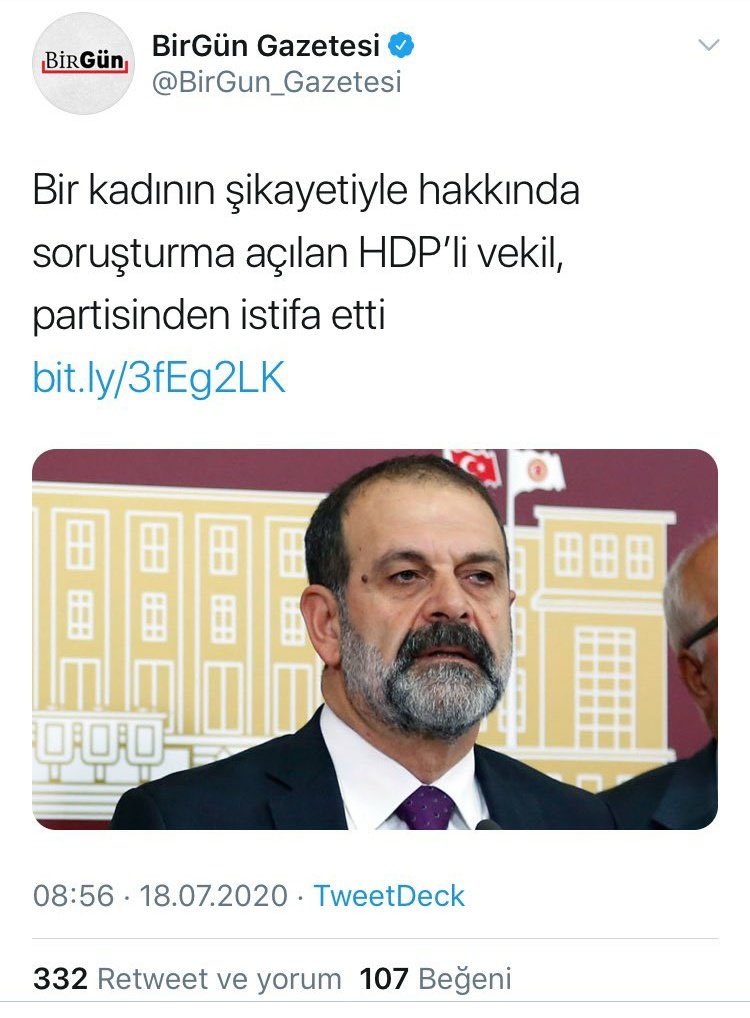 BirGün
BirGün Gazetesi
@BirGun_Gazetesi
Bir kadının şikayetiyle hakkında
soruşturma açılan HDP’li vekil,
partisinden istifa etti
bit.ly/3fEg2LK
08:56 · 18.07.2020 · TweetDeck
332 Retweet ve yorum 107 Beğeni